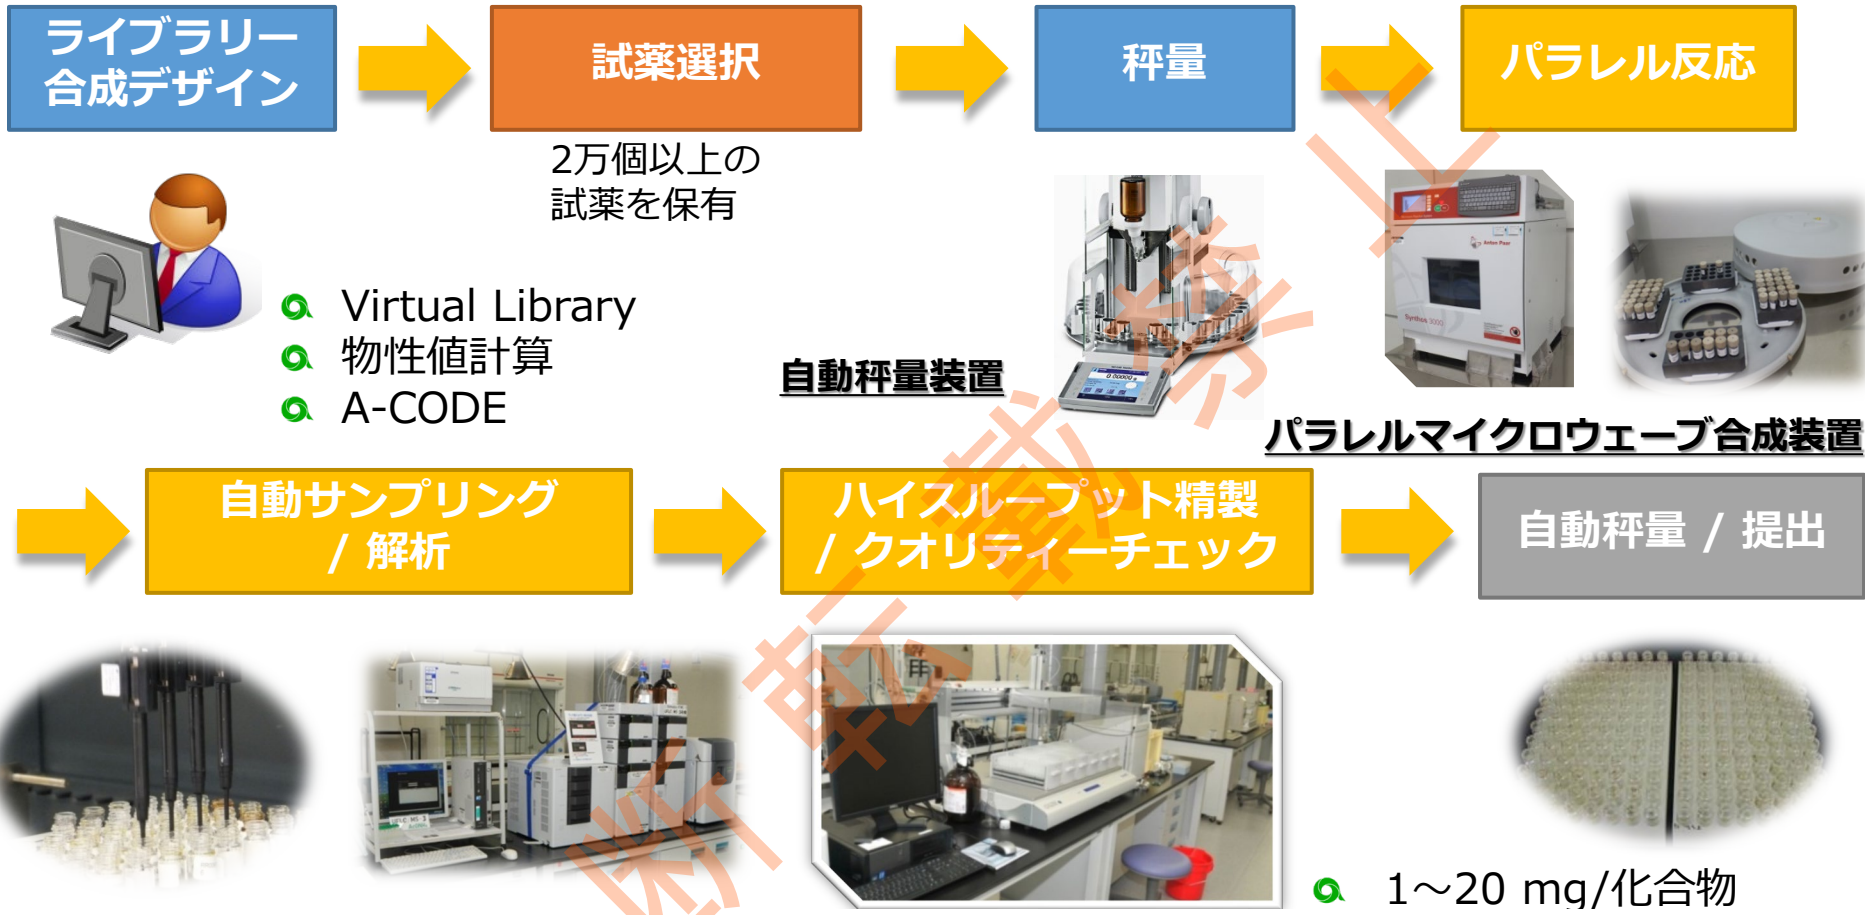 ライブラリー
合成デザイン
試薬選択
秤量
パラレル反応
2万個以上の
試薬を保有
Virtual Library
物性値計算
A-CODE
自動秤量装置
パラレルマイクロウェーブ合成装置
Anton Paar
Synthos 3000
自動サンプリング
/ 解析
ハイスループット精製
/ クオリティーチェック
自動秤量 / 提出
1～20 mg/化合物
断転載禁止